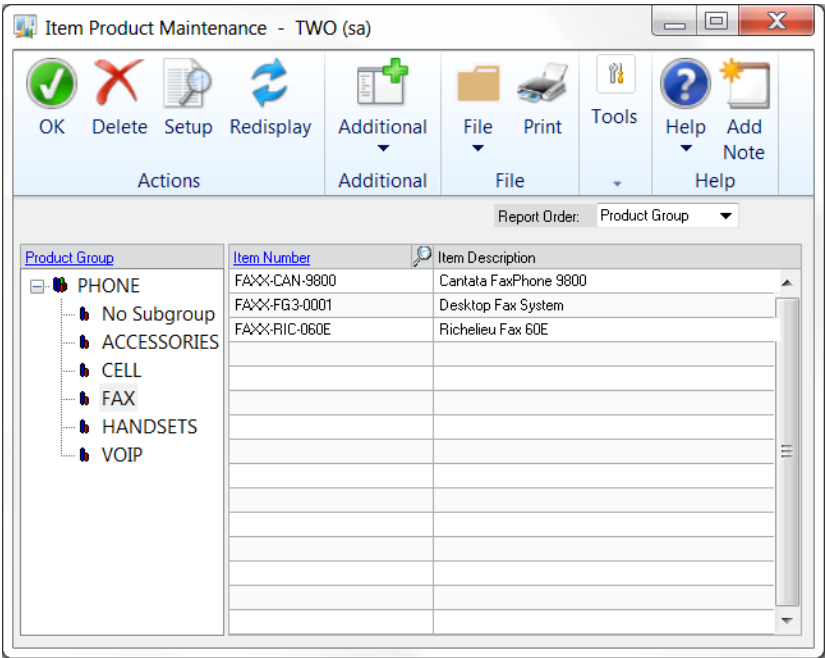 Item Product Maintenance - TWO (sa)
OK Delete Setup Redisplay Additional File Print Tools Help Add Note
Actions Additional File Help
Report Order: Product Group
Product Group Item Number Item Description
PHONE
No Subgroup
ACCESSORIES
CELL
FAX
HANDSETS
VOIP
FAXX-CAN-9800 Cantata FaxPhone 9800
FAXX-FG3-0001 Desktop Fax System
FAXX-RIC-060E Richelieu Fax 60E